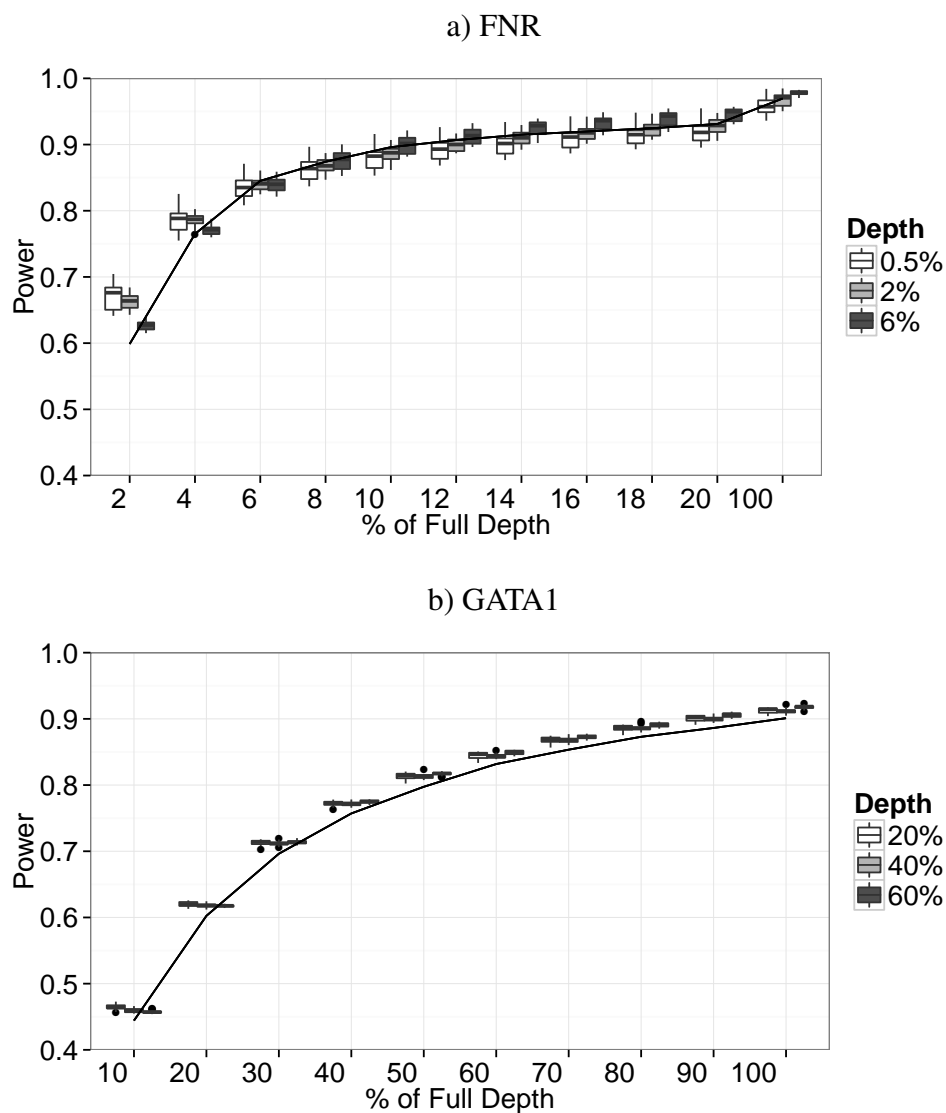 a) FNR
1.0
0.9
0.8
0.7
0.6
0.5
0.4
Power
2 4 6 8 10 12 14 16 18 20 100
% of Full Depth
Depth
0.5%
2%
6%
b) GATA1
1.0
0.9
0.8
0.7
0.6
0.5
0.4
Power
10 20 30 40 50 60 70 80 90 100
% of Full Depth
Depth
20%
40%
60%